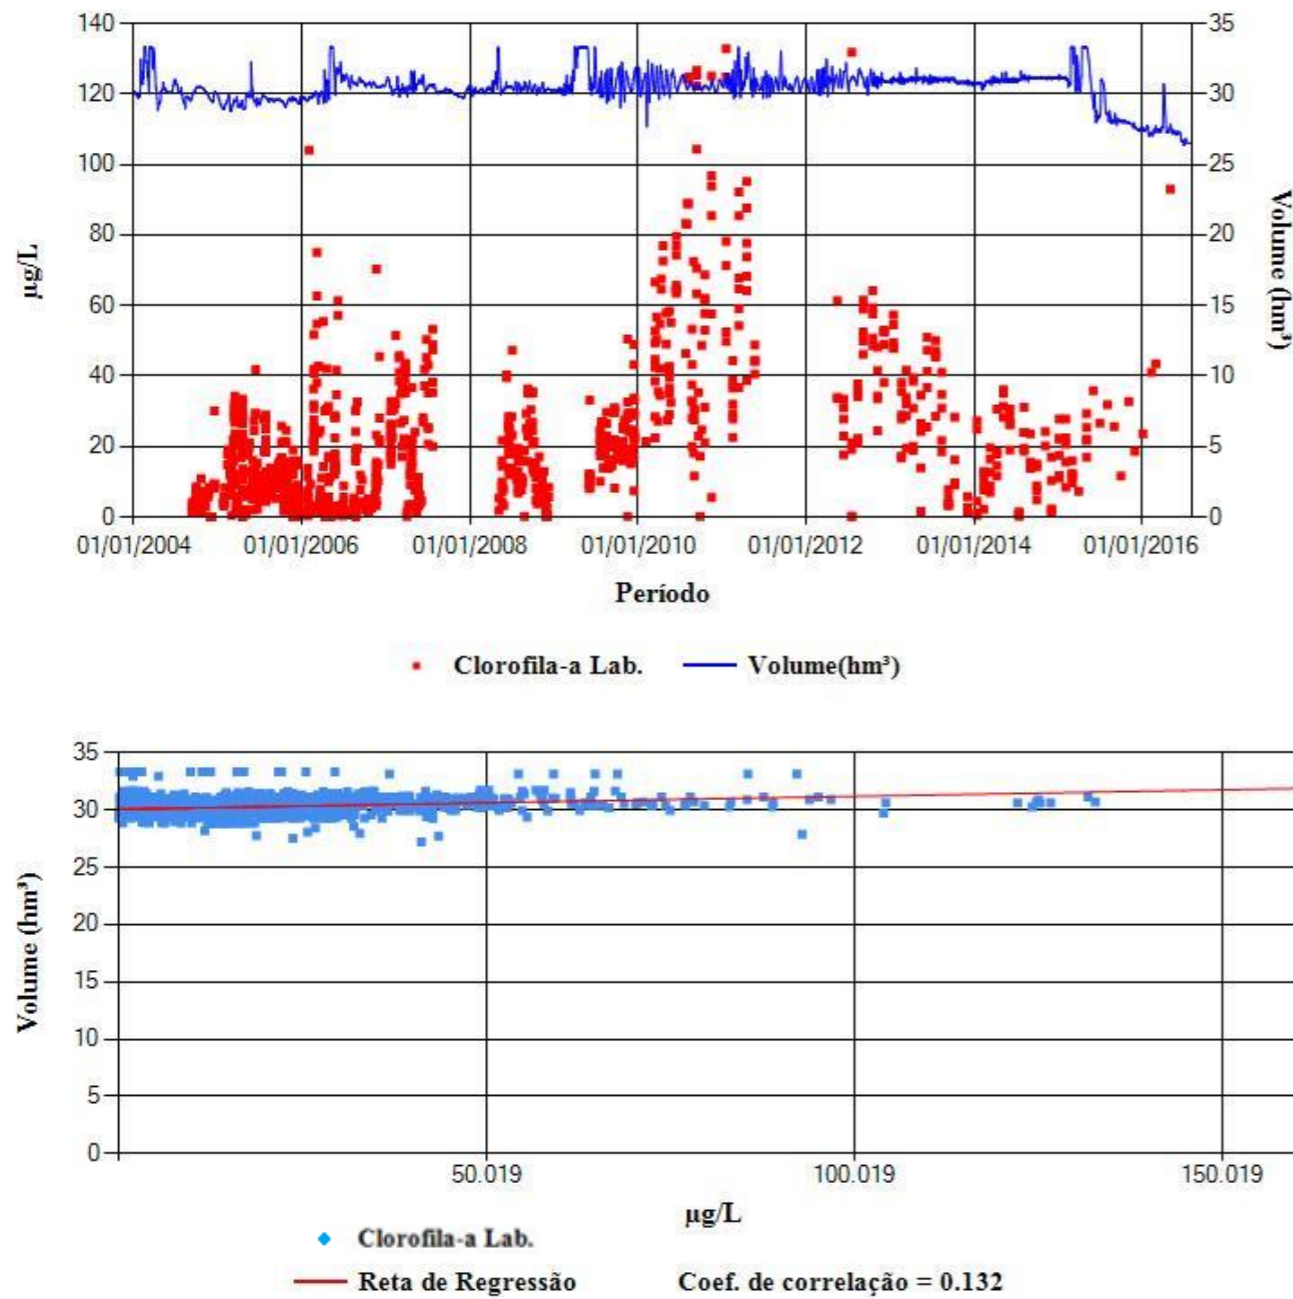 140
120
100
80
60
40
20
0
µg/L
35
30
25
20
15
10
5
0
Volume (hm³)
01/01/2004 01/01/2006 01/01/2008 01/01/2010 01/01/2012 01/01/2014 01/01/2016
Período
Clorofila-a Lab. Volume(hm³)
35
30
25
20
15
10
5
0
Volume (hm³)
50.019 100.019 150.019
µg/L
Clorofila-a Lab.
Reta de Regressão Coef. de correlação = 0.132